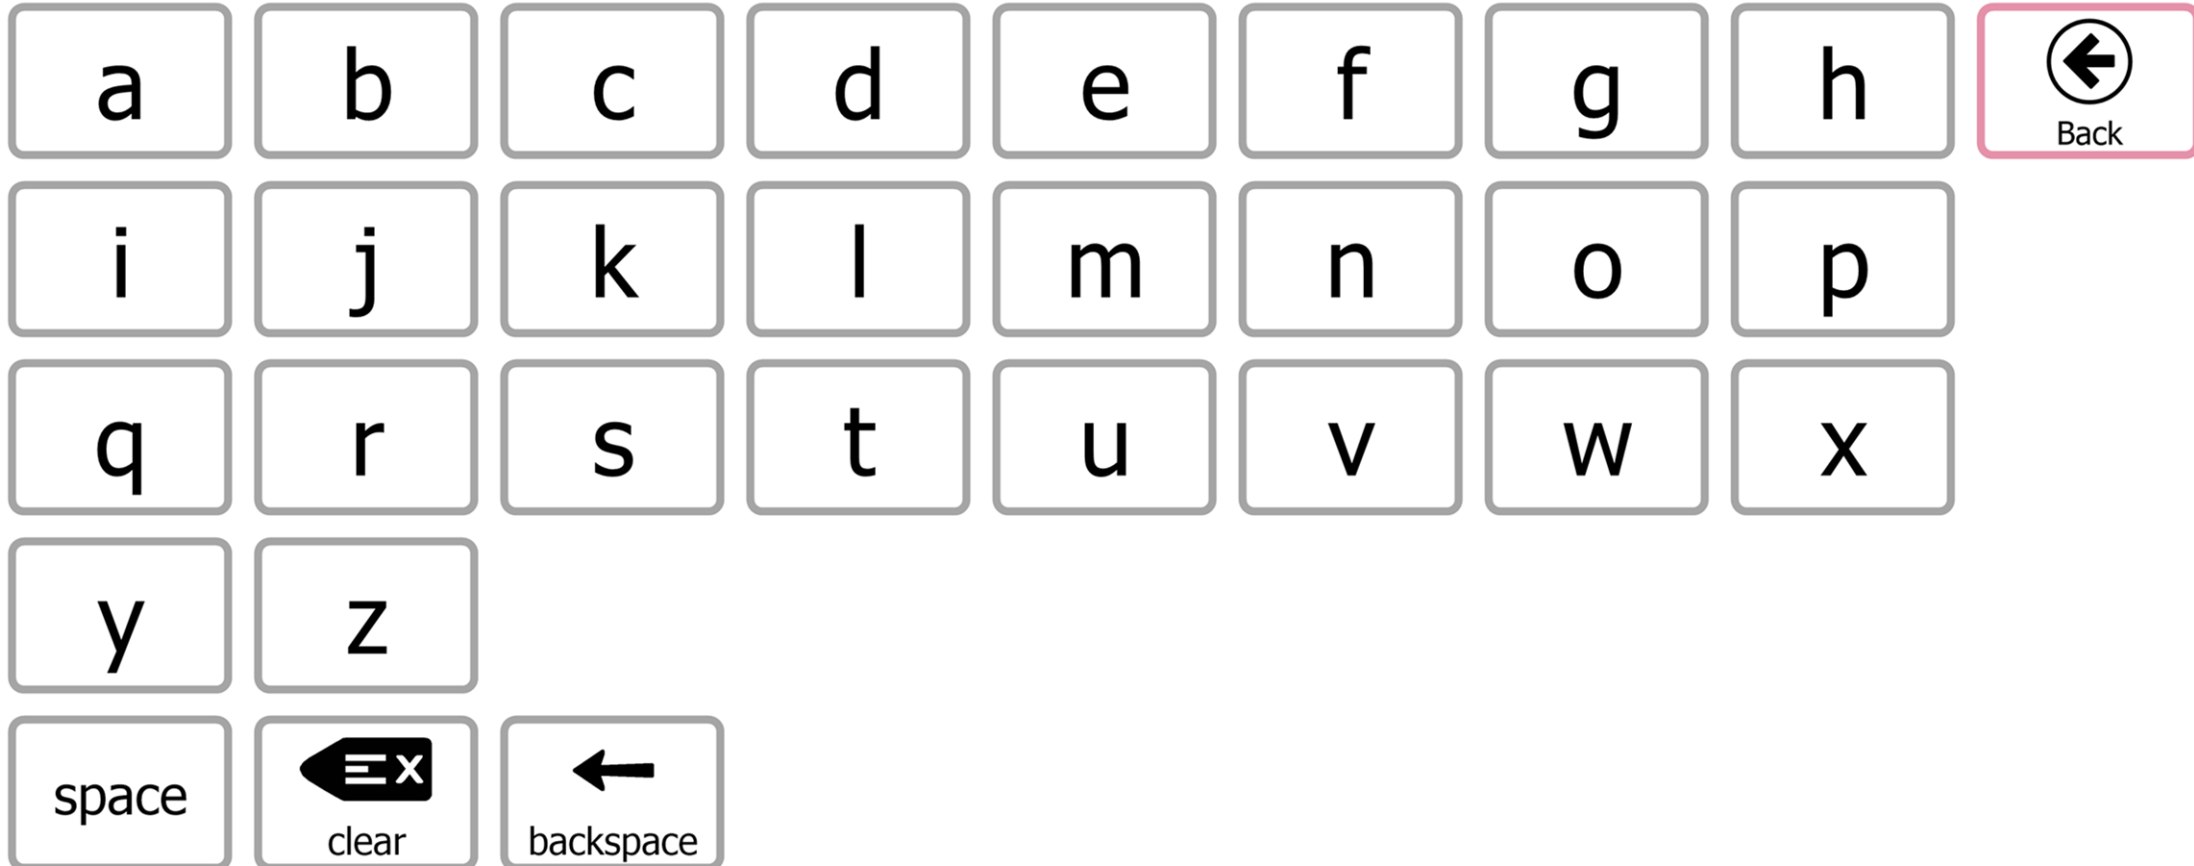 a b c d e f g h Back
i j k l m n o p
q r s t u v w x
y z
space clear backspace